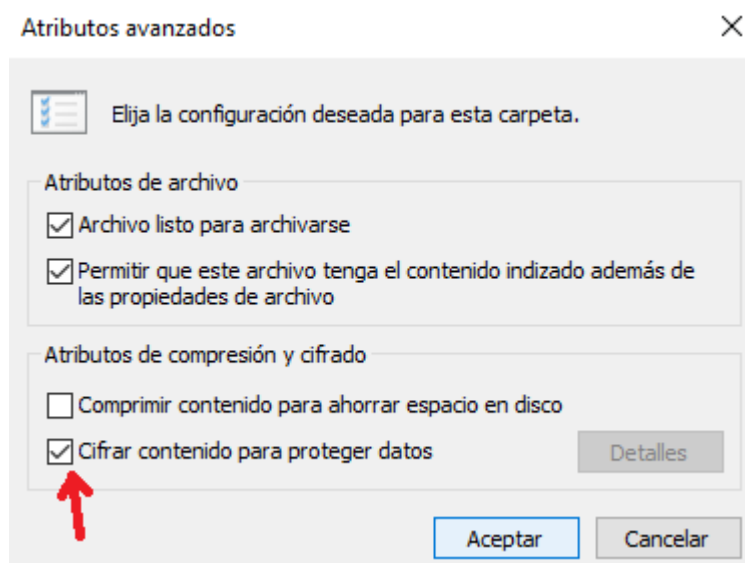 Atributos avanzados
Elija la configuración deseada para esta carpeta.
Atributos de archivo
Archivo listo para archivarse
Permitir que este archivo tenga el contenido indizado además de
las propiedades de archivo
Atributos de compresión y cifrado
Comprimir contenido para ahorrar espacio en disco
Cifrar contenido para proteger datos
Detalles
Aceptar
Cancelar